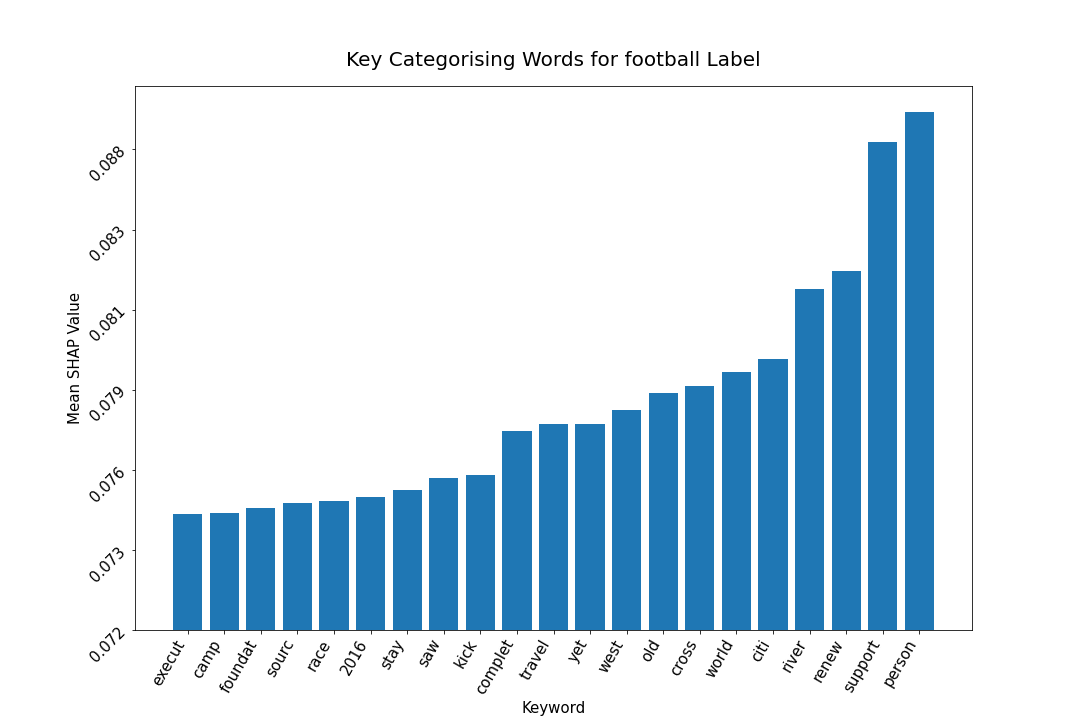 Key Categorising Words for football Label
Mean SHAP Value
0.088
0.083
0.081
0.079
0.076
0.073
0.072
execut
camp
foundat
sourc
race
2016
stay
saw
kick
complet
travel
yet
west
old
cross
world
citi
river
renew
support
person
Keyword